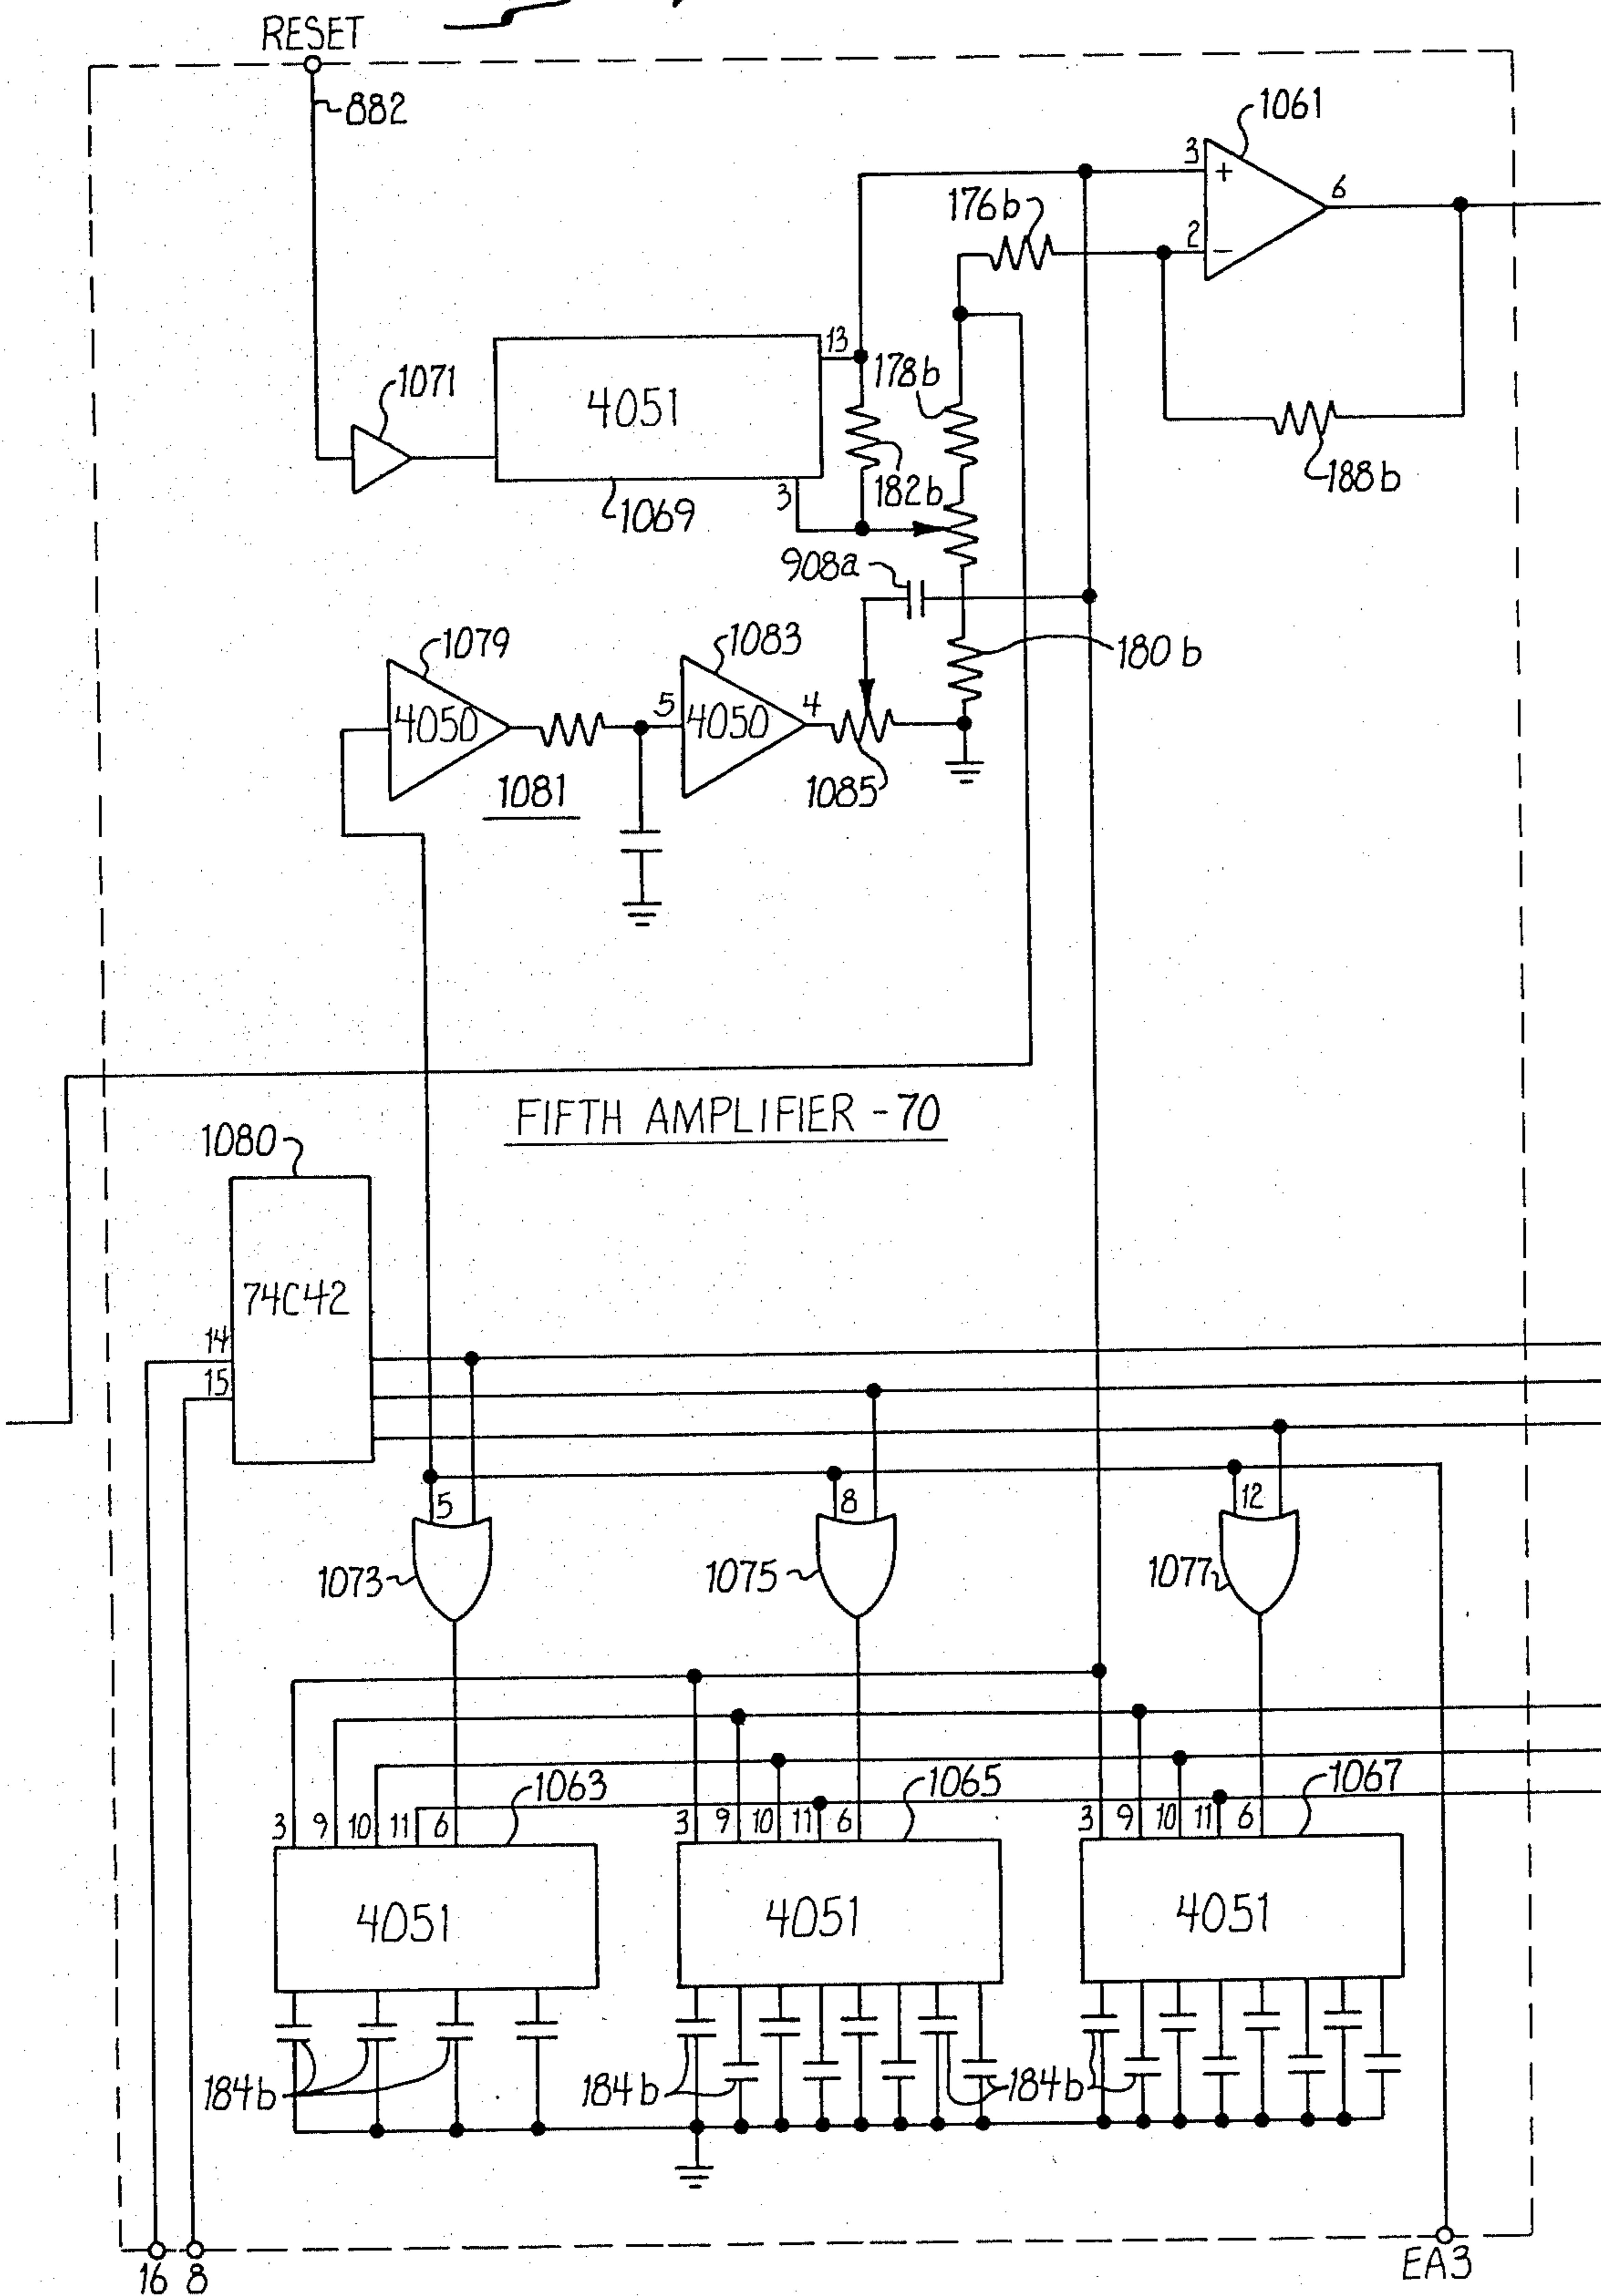 RESET
882
1061
3
+
6
176b
2
−
13
1071
178b
4051
182b
188b
3
1069
908a
1079
1083
180b
4050
5
4050
4
1081
1085
FIFTH AMPLIFIER -70
1080
74C42
14
15
5
8
12
1073
1075
1077
1063
1065
1067
3 9 10 11 6
3 9 10 11 6
3 9 10 11 6
4051
4051
4051
184b
184b
184b
16 8
EA3